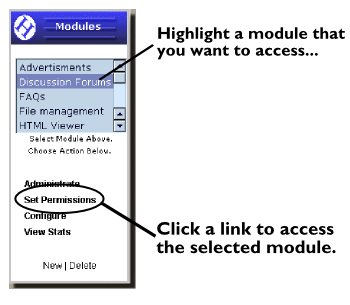 Modules
Highlight a module that
you want to access...
Advertisments
Discussion Forums
FAQs
File management
HTML Viewer
Select Module Above.
Choose Action Below.
Administrate
Set Permissions
Configure
View Stats
Click a link to access
the selected module.
New | Delete